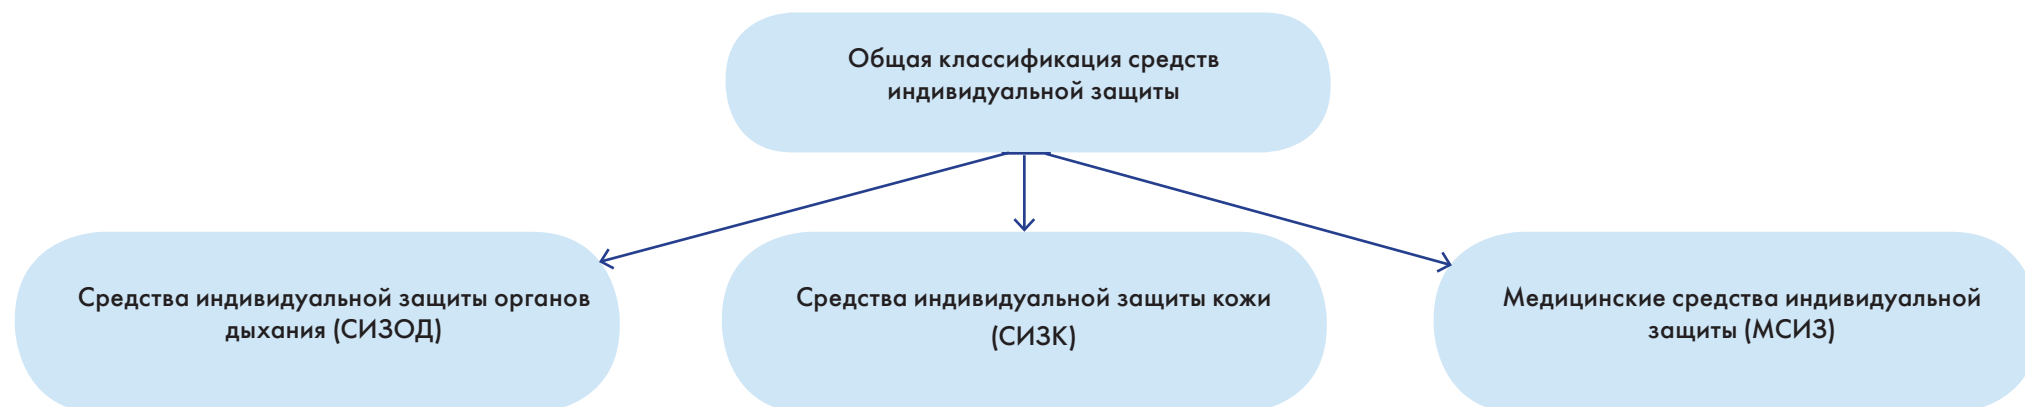 Общая классификация средств
индивидуальной защиты
Средства индивидуальной защиты органов
дыхания (СИЗОД)
Средства индивидуальной защиты кожи
(СИЗК)
Медицинские средства индивидуальной
защиты (МСИЗ)